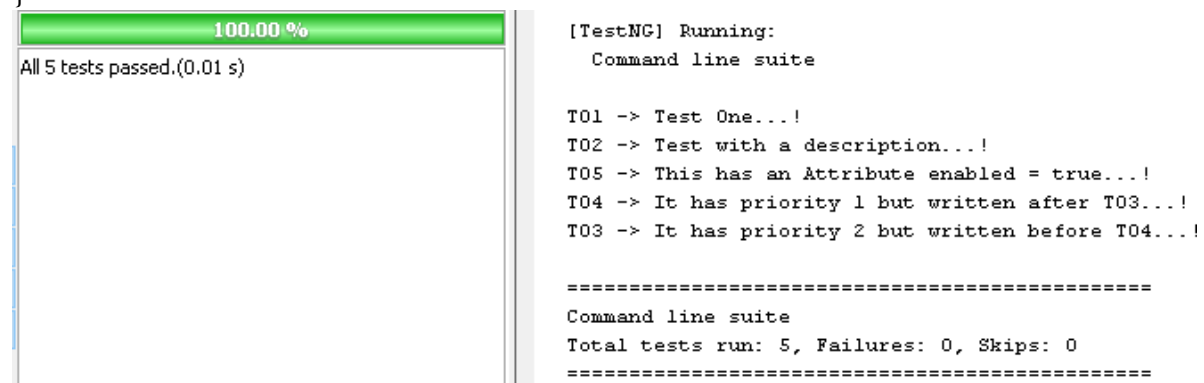 100.00 %
All 5 tests passed.(0.01 s)
[TestNG] Running:
Command line suite
T01 -> Test One...!
T02 -> Test with a description...!
T05 -> This has an Attribute enabled = true...!
T04 -> It has priority 1 but written after T03...!
T03 -> It has priority 2 but written before T04...!
===============================================
Command line suite
Total tests run: 5, Failures: 0, Skips: 0
===============================================